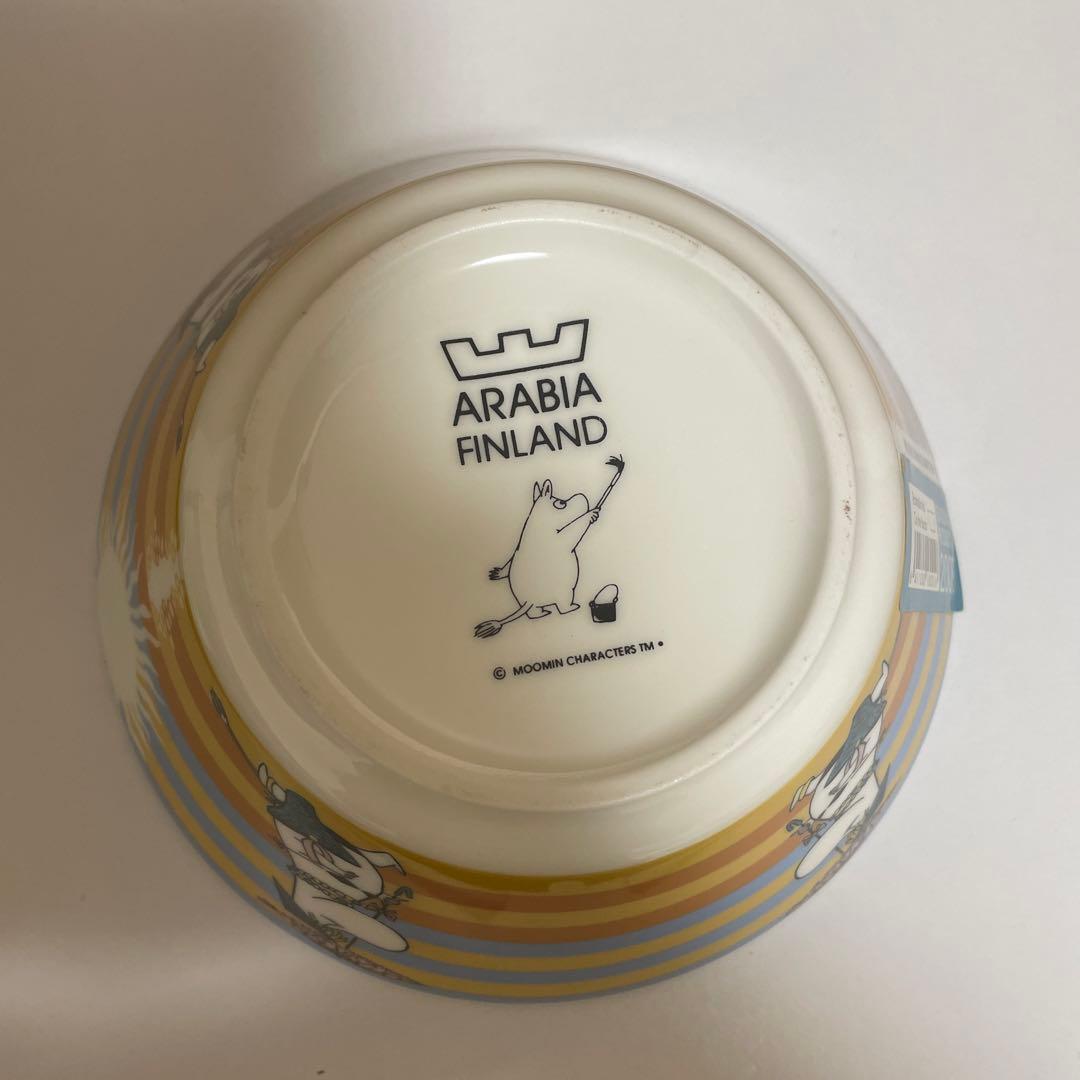 ARABIA
FINLAND
© MOOMIN CHARACTERS TM •